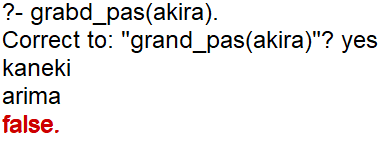 ?- grabd_pas(akira).
Correct to: "grand_pas(akira)"? yes
kaneki
arima
false.